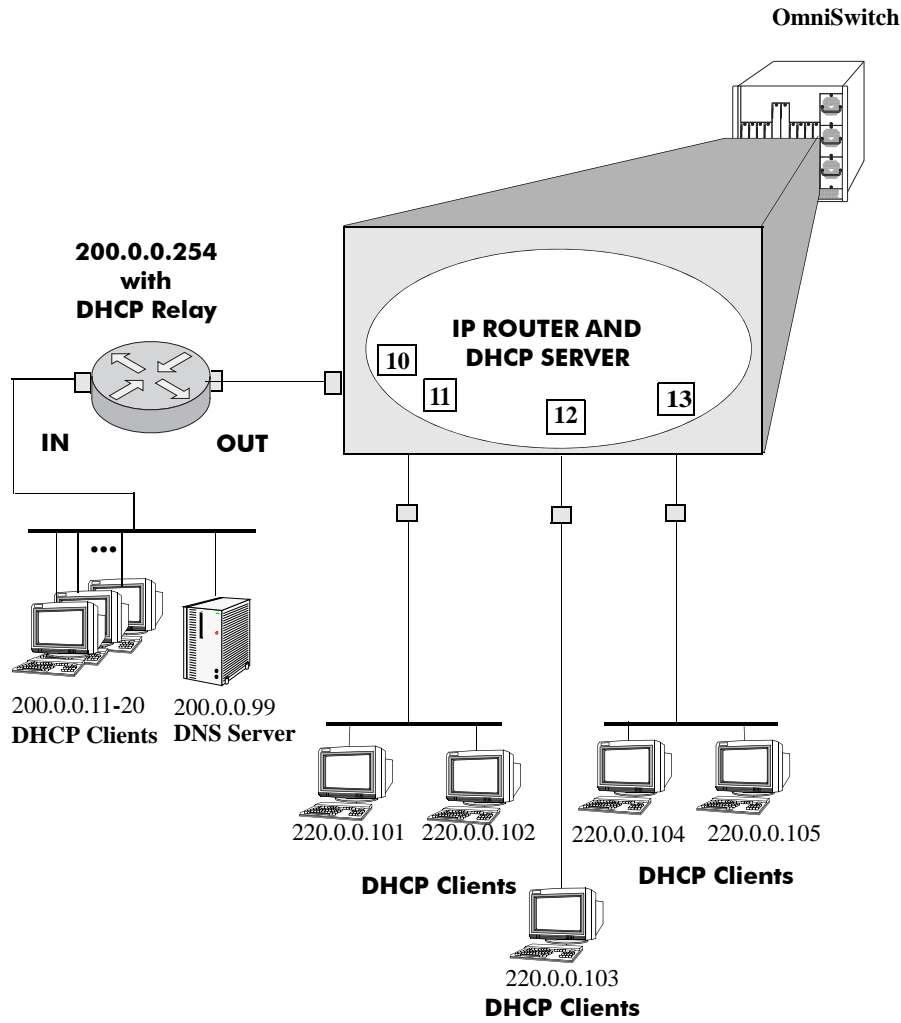 OmniSwitch
200.0.0.254
with
DHCP Relay
IP ROUTER AND
DHCP SERVER
10
11
12
13
IN
OUT
•••
200.0.0.11-20
DHCP Clients
200.0.0.99
DNS Server
220.0.0.101
220.0.0.102
DHCP Clients
220.0.0.104
220.0.0.105
DHCP Clients
220.0.0.103
DHCP Clients